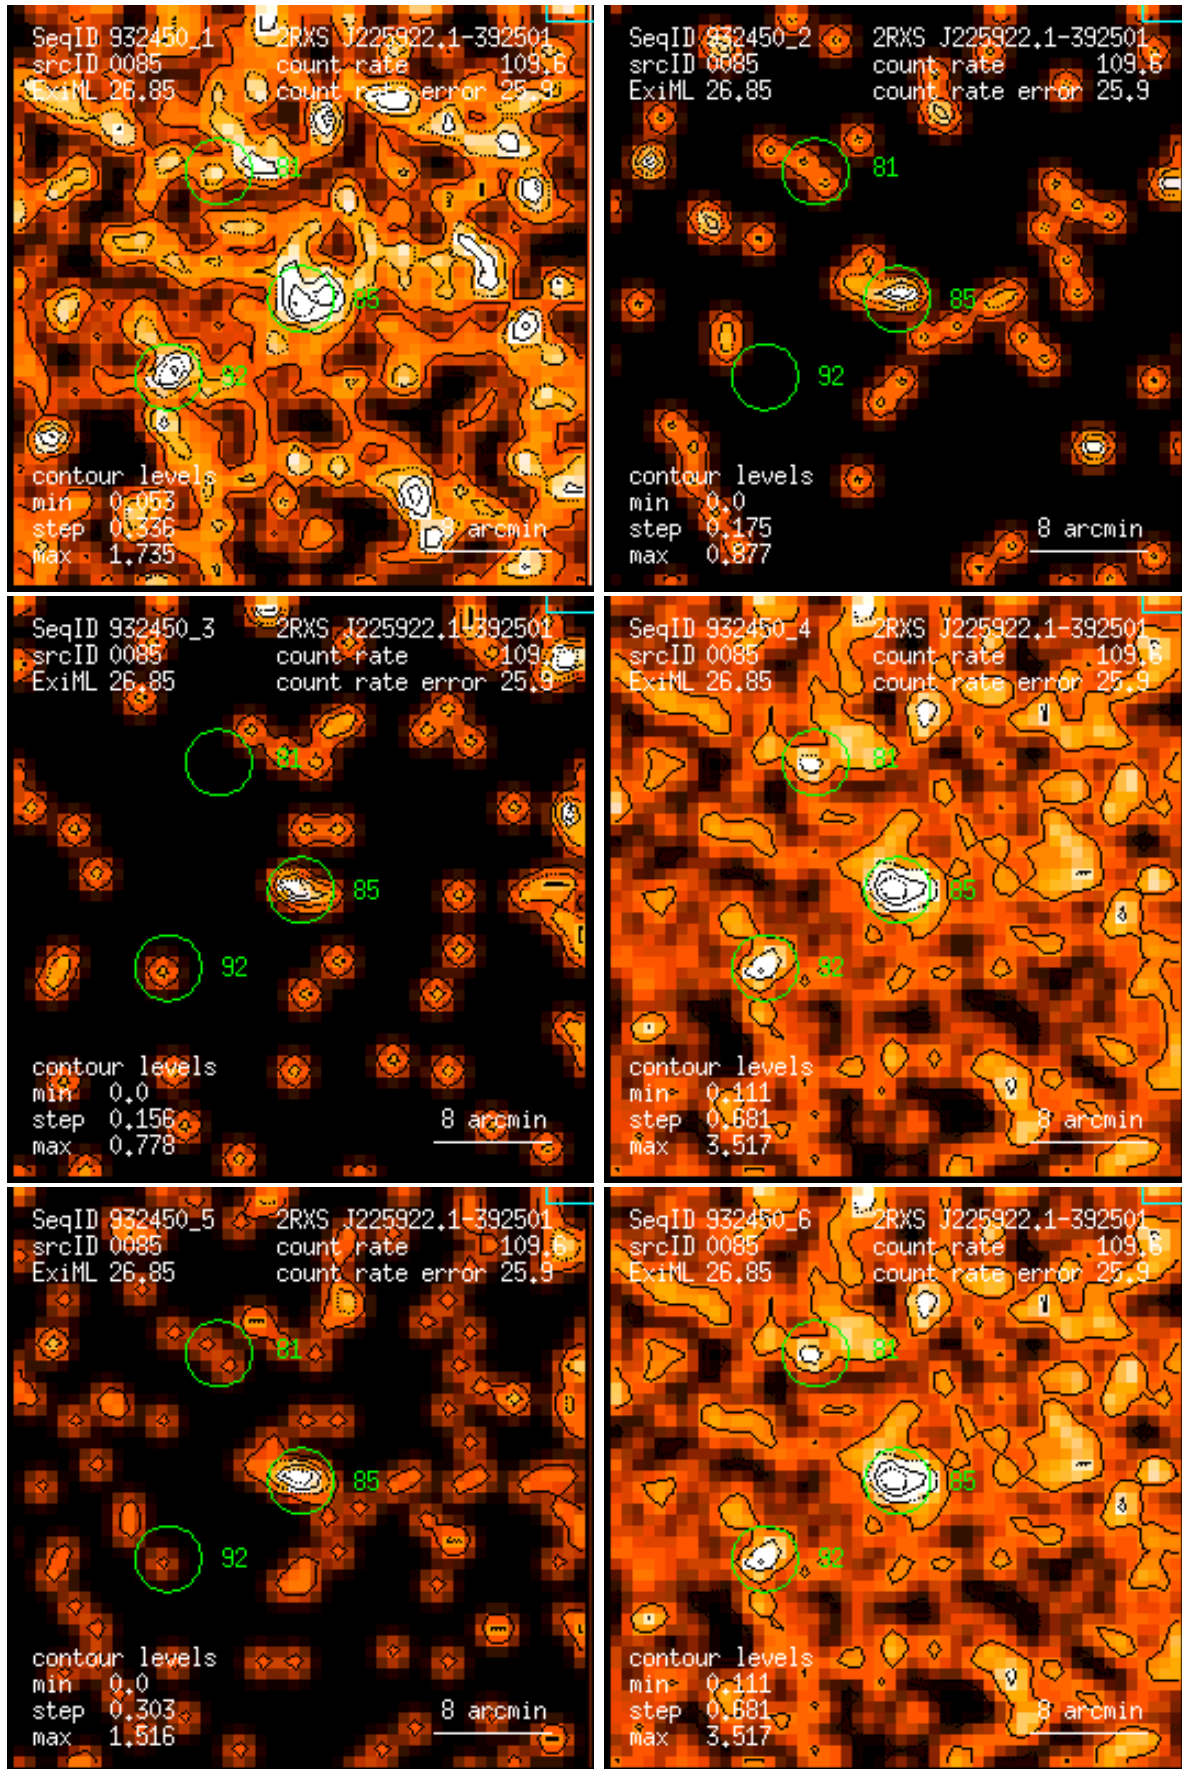 SeqID 932450_1 2RXS J225922.1-392501
srcID 0085 count rate 109.6
ExiML 26.85 count rate error 25.9
81
85
92
contour levels
min 0.053
step 0.336 8 arcmin
max 1.735
SeqID 932450_2 2RXS J225922.1-392501
srcID 0085 count rate 109.6
ExiML 26.85 count rate error 25.9
81
85
92
contour levels
min 0.0
step 0.175 8 arcmin
max 0.877
SeqID 932450_3 2RXS J225922.1-392501
srcID 0085 count rate 109.6
ExiML 26.85 count rate error 25.9
81
85
92
contour levels
min 0.0
step 0.156 8 arcmin
max 0.778
SeqID 932450_4 2RXS J225922.1-392501
srcID 0085 count rate 109.6
ExiML 26.85 count rate error 25.9
81
85
92
contour levels
min 0.111
step 0.681 8 arcmin
max 3.517
SeqID 932450_5 2RXS J225922.1-392501
srcID 0085 count rate 109.6
ExiML 26.85 count rate error 25.9
81
85
92
contour levels
min 0.0
step 0.303 8 arcmin
max 1.516
SeqID 932450_6 2RXS J225922.1-392501
srcID 0085 count rate 109.6
ExiML 26.85 count rate error 25.9
81
85
92
contour levels
min 0.111
step 0.681 8 arcmin
max 3.517